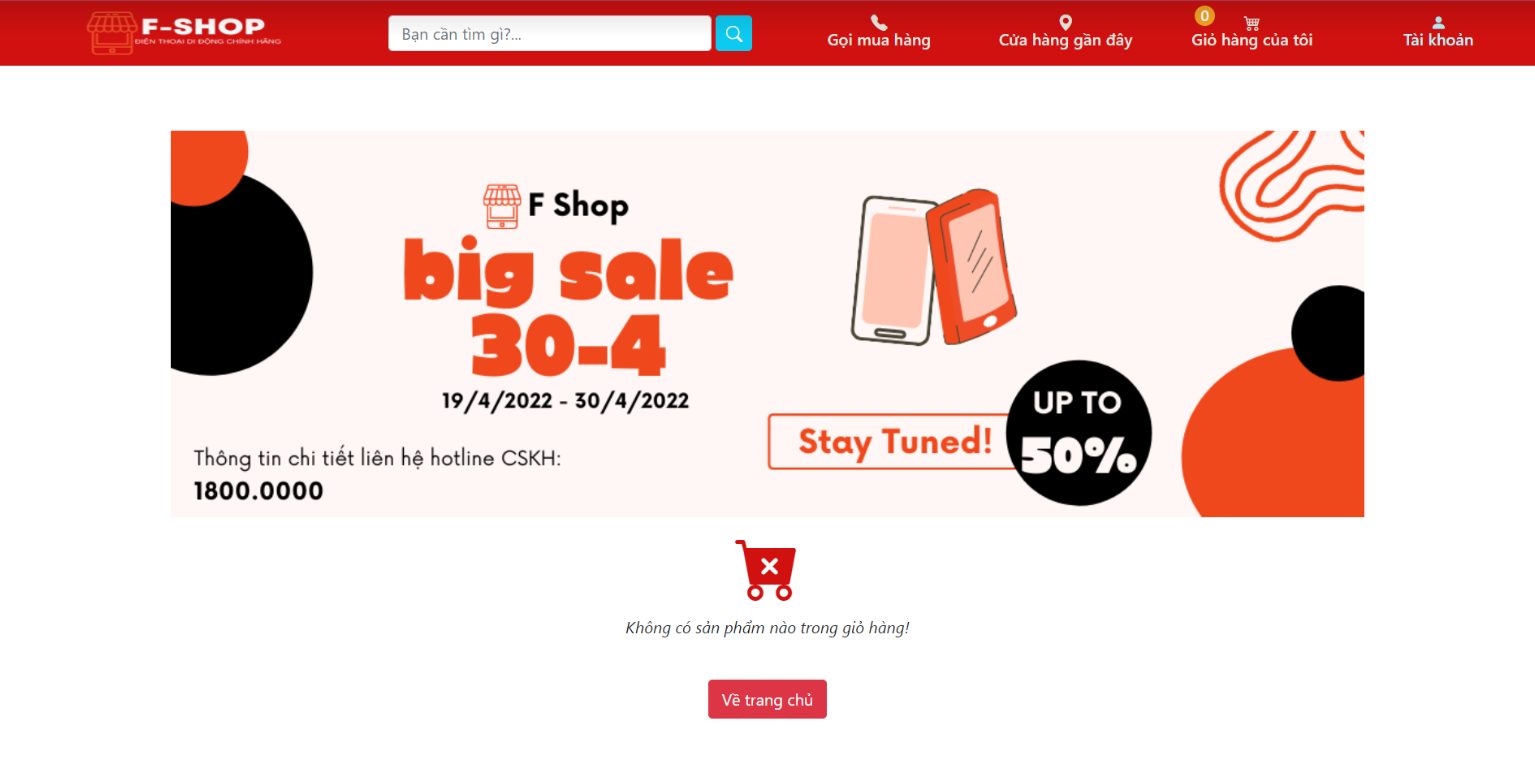 F-SHOP
ĐIỆN THOẠI DI ĐỘNG CHÍNH HÃNG
Bạn cần tìm gì?...
Gọi mua hàng
Cửa hàng gần đây
0
Giỏ hàng của tôi
Tài khoản
F Shop
big sale
30-4
19/4/2022 - 30/4/2022
Thông tin chi tiết liên hệ hotline CSKH:
1800.0000
Stay Tuned!
UP TO
50%
Không có sản phẩm nào trong giỏ hàng!
Về trang chủ